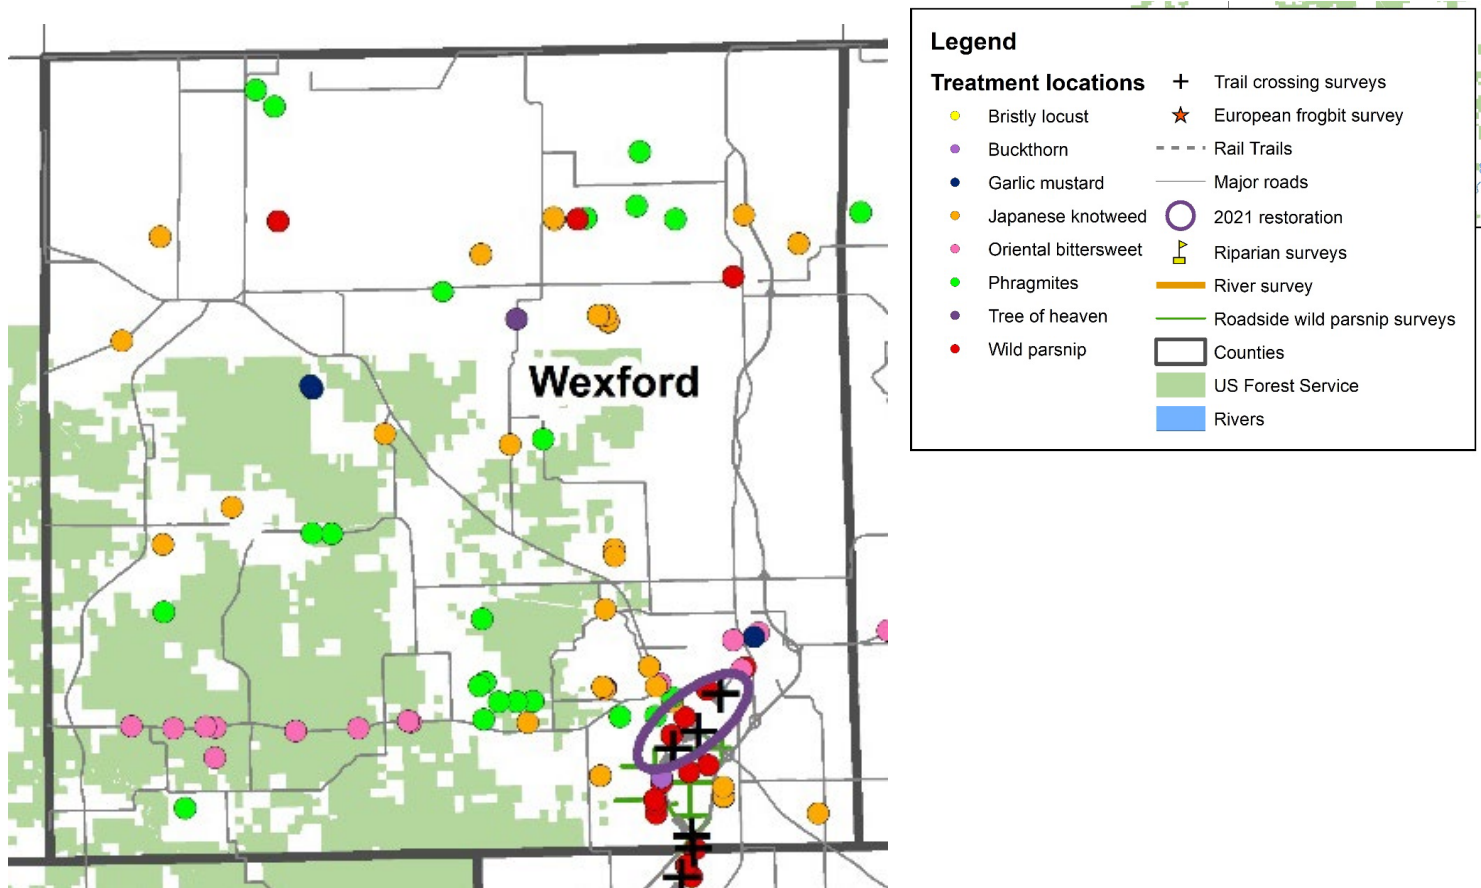 Wexford
Legend
Treatment locations
Bristly locust
Buckthorn
Garlic mustard
Japanese knotweed
Oriental bittersweet
Phragmites
Tree of heaven
Wild parsnip
Trail crossing surveys
European frogbit survey
Rail Trails
Major roads
2021 restoration
Riparian surveys
River survey
Roadside wild parsnip surveys
Counties
US Forest Service
Rivers